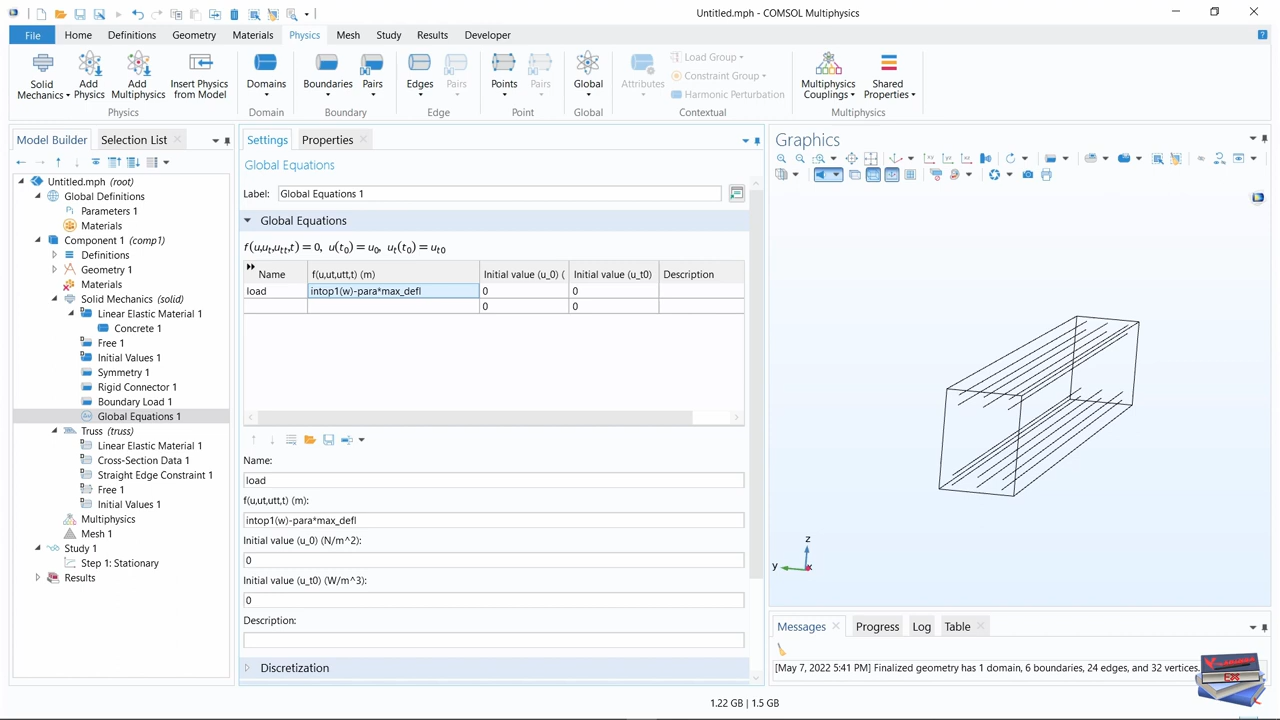 Untitled.mph - COMSOL Multiphysics
File Home Definitions Geometry Materials Physics Mesh Study Results Developer
Solid Mechanics
Add Physics
Add Multiphysics
Insert Physics from Model
Domains
Boundaries
Pairs
Edges
Pairs
Points
Pairs
Global
Attributes
Load Group
Constraint Group
Harmonic Perturbation
Multiphysics Couplings
Shared Properties
Physics Domain Boundary Edge Point Global Contextual Multiphysics
Model Builder Selection List
Untitled.mph (root)
Global Definitions
Parameters 1
Materials
Component 1 (comp1)
Definitions
Geometry 1
Materials
Solid Mechanics (solid)
Linear Elastic Material 1
Concrete 1
Free 1
Initial Values 1
Symmetry 1
Rigid Connector 1
Boundary Load 1
Global Equations 1
Truss (truss)
Linear Elastic Material 1
Cross-Section Data 1
Straight Edge Constraint 1
Free 1
Initial Values 1
Multiphysics
Mesh 1
Study 1
Step 1: Stationary
Results
Settings Properties
Global Equations
Label: Global Equations 1
Global Equations
f(u,ut,utt,t) = 0, u(t0) = u0, ut(t0) = ut0
Name f(u,ut,utt,t) (m) Initial value (u_0) ( Initial value (u_t0) Description
load intop1(w)-para*max_defl 0 0
0 0
Name:
load
f(u,ut,utt,t) (m):
intop1(w)-para*max_defl
Initial value (u_0) (N/m^2):
0
Initial value (u_t0) (W/m^3):
0
Description:
Discretization
Graphics
z
y x
Messages Progress Log Table
[May 7, 2022 5:41 PM] Finalized geometry has 1 domain, 6 boundaries, 24 edges, and 32 vertices.
1.22 GB | 1.5 GB